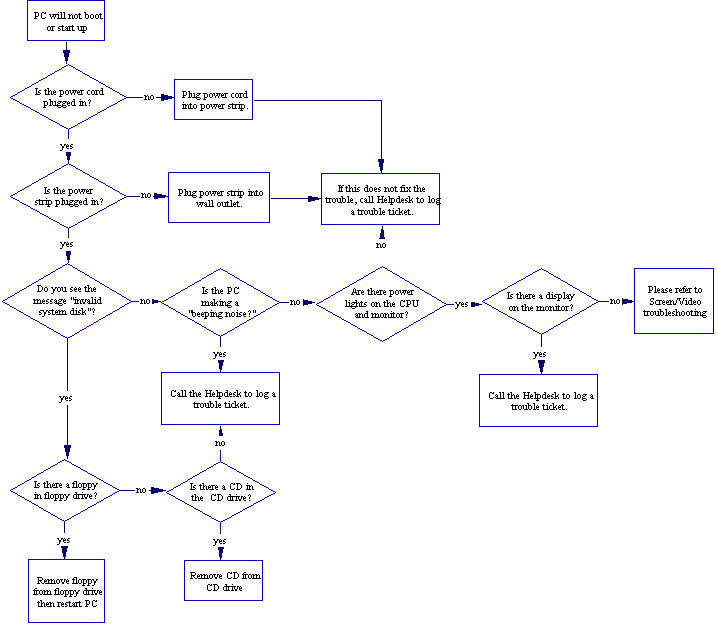 PC will not boot
or start up
Is the power cord
plugged in?
no
Plug power cord
into power strip.
yes
Is the power
strip plugged in?
no
Plug power strip into
wall outlet.
If this does not fix the
trouble, call Helpdesk to log
a trouble ticket.
yes
no
Do you see the
message "invalid
system disk"?
no
Is the PC
making a
"beeping noise?"
no
Are there power
lights on the CPU
and monitor?
yes
Is there a display
on the monitor?
no
Please refer to
Screen/Video
troubleshooting
yes
yes
Call the Helpdesk to log a
trouble ticket.
Call the Helpdesk to log a
trouble ticket.
yes
no
Is there a floppy
in floppy drive?
no
Is there a CD in
the CD drive?
yes
yes
Remove floppy
from floppy drive
then restart PC
Remove CD from
CD drive